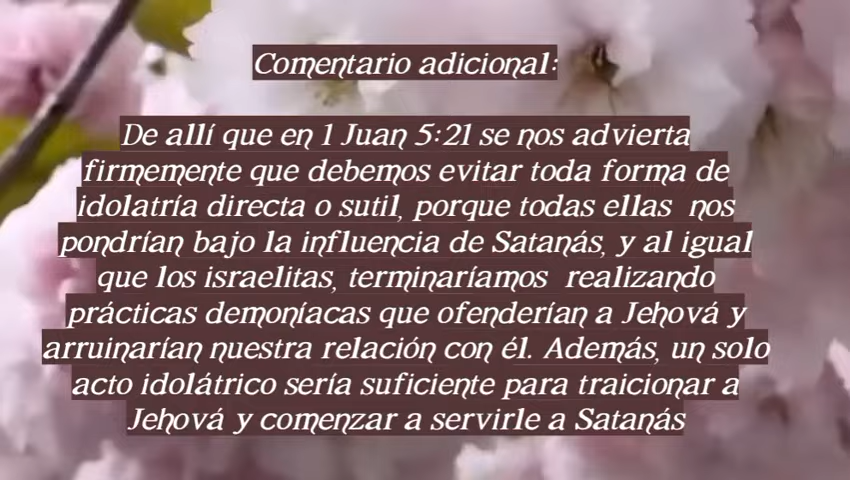 Comentario adicional:
De allí que en 1 Juan 5:21 se nos advierta
firmemente que debemos evitar toda forma de
idolatría directa o sutil, porque todas ellas nos
pondrían bajo la influencia de Satanás, y al igual
que los israelitas, terminaríamos realizando
prácticas demoníacas que ofenderían a Jehová y
arruinarían nuestra relación con él. Además, un solo
acto idolátrico sería suficiente para traicionar a
Jehová y comenzar a servirle a Satanás